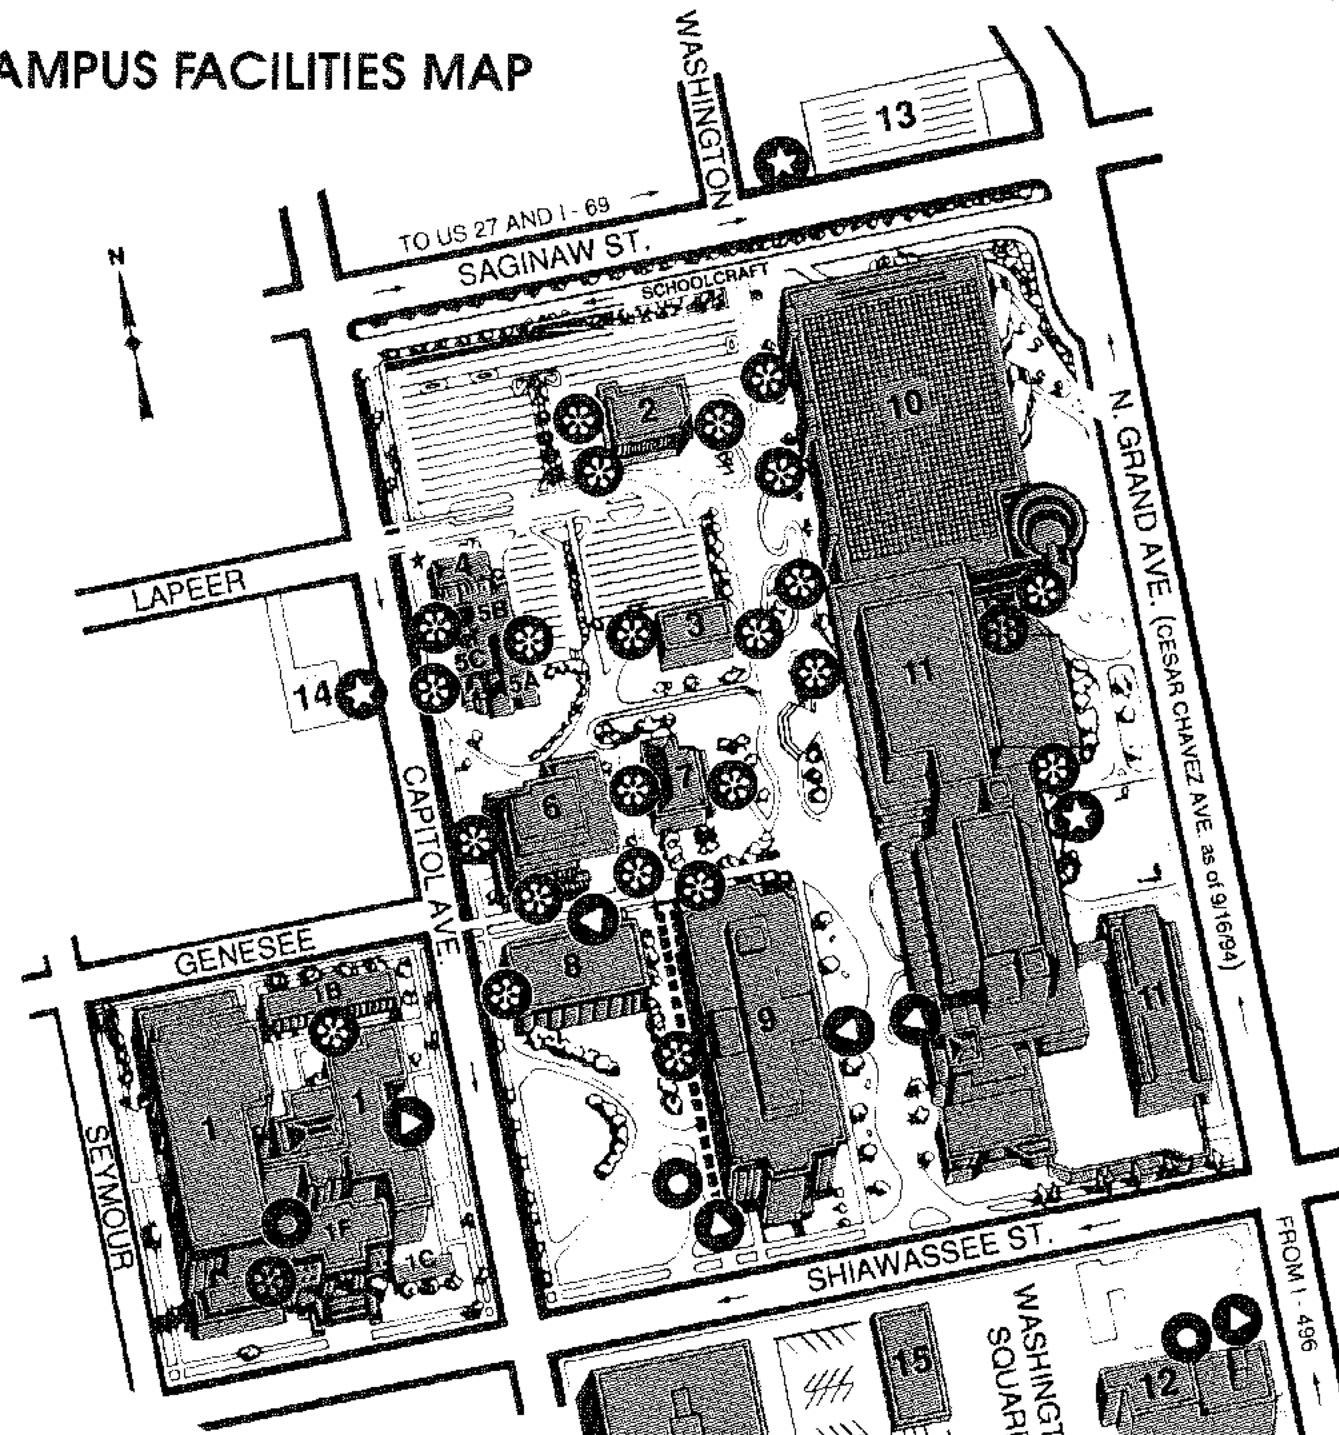 AMPUS FACILITIES MAP
WASHINGTON
13
TO US 27 AND I - 69
SAGINAW ST.
SCHOOLCRAFT
N
2
10
N. GRAND AVE. (CESAR CHAVEZ AVE. as of 9/16/94)
LAPEER
4
5B
5C
5A
3
11
14
CAPITOL AVE
6
7
GENESEE
8
9
11
1B
1
1
1F
1C
SEYMOUR
SHIAWASSEE ST.
FROM I - 496
WASHINGT
SQUAR
15
12